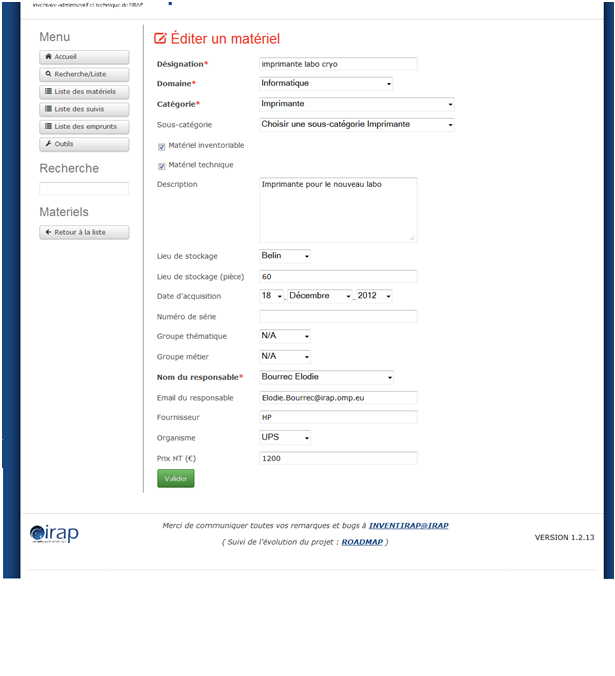 Inventaire administratif et technique de l'IRAP
Menu
Accueil
Recherche/Liste
Liste des matériels
Liste des suivis
Liste des emprunts
Outils
Recherche
Materiels
Retour à la liste
Éditer un matériel
Désignation* imprimante labo cryo
Domaine* Informatique
Catégorie* Imprimante
Sous-catégorie Choisir une sous-catégorie Imprimante
Matériel inventoriable
Matériel technique
Description Imprimante pour le nouveau labo
Lieu de stockage Belin
Lieu de stockage (pièce) 60
Date d'acquisition 18 - Décembre - 2012
Numéro de série
Groupe thématique N/A
Groupe métier N/A
Nom du responsable* Bourrec Elodie
Email du responsable Elodie.Bourrec@irap.omp.eu
Fournisseur HP
Organisme UPS
Prix HT (€) 1200
Valider
irap
Merci de communiquer toutes vos remarques et bugs à INVENTIRAP@IRAP
( Suivi de l'évolution du projet : ROADMAP )
VERSION 1.2.13